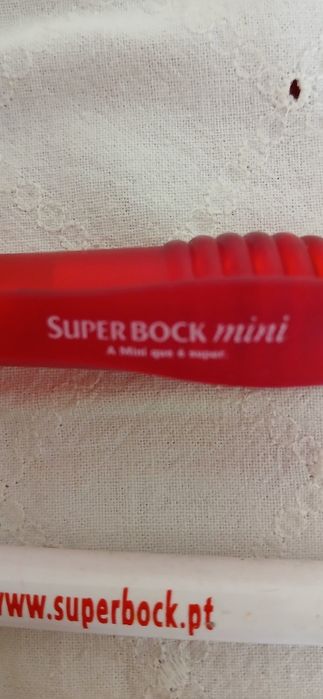 SUPER BOCK mini
A Mini que é super.
www.superbock.pt